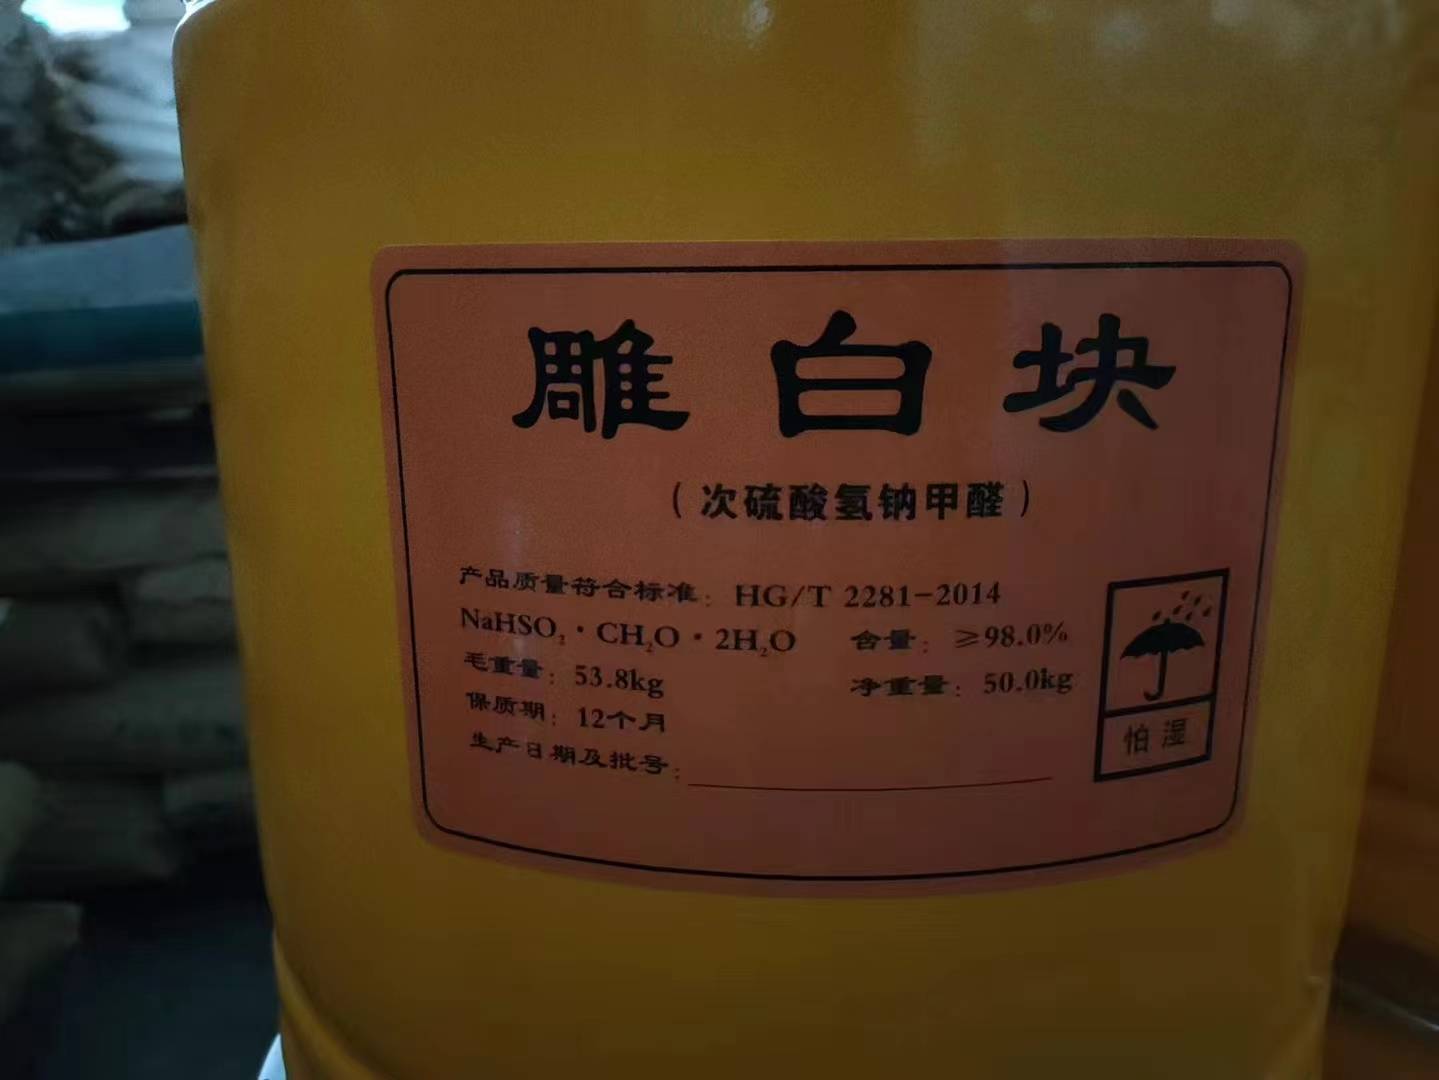 雕白块
(次硫酸氢钠甲醛)
产品质量符合标准：HG/T 2281-2014
NaHSO₂·CH₂O·2H₂O 含量：≥98.0%
毛重量：53.8kg 净重量：50.0kg
保质期：12个月
生产日期及批号：
怕湿